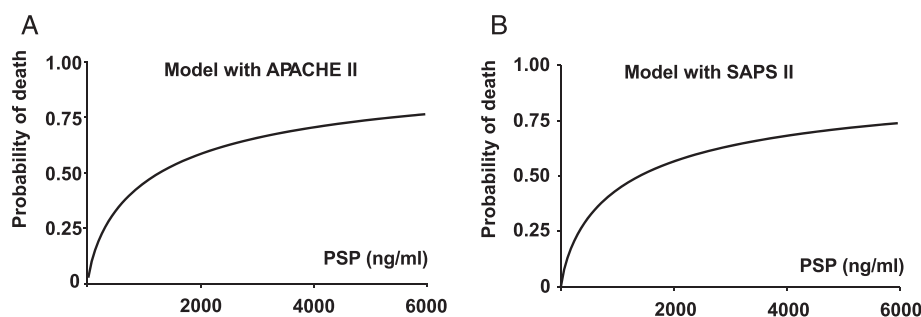 A
Model with APACHE II
Probability of death
1.00
0.75
0.50
0.25
0
PSP (ng/ml)
2000
4000
6000
B
Model with SAPS II
Probability of death
1.00
0.75
0.50
0.25
0
PSP (ng/ml)
2000
4000
6000